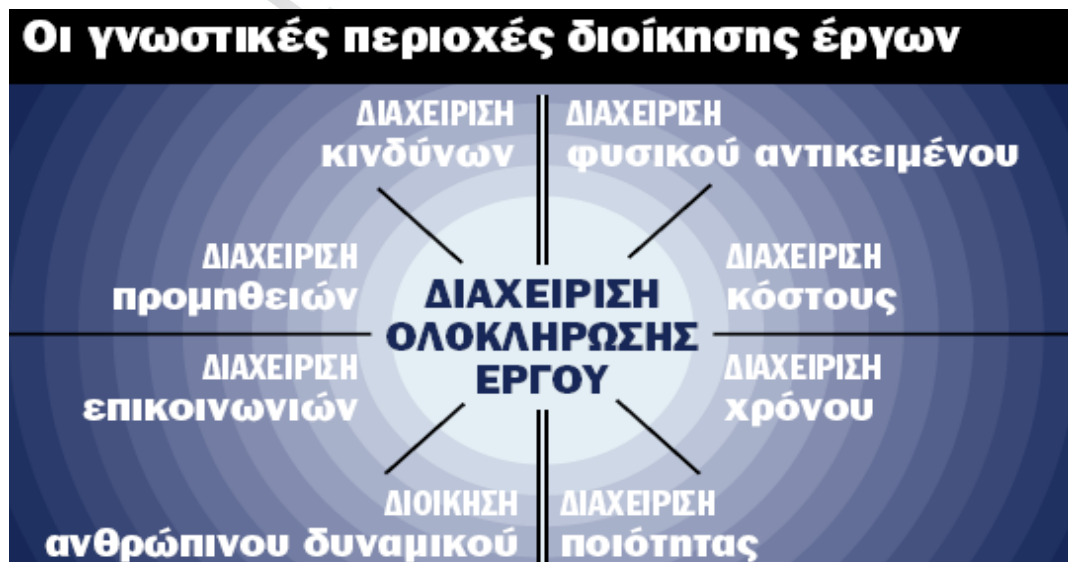 Οι γνωστικές περιοχές διοίκησης έργων
ΔΙΑΧΕΙΡΙΣΗ
κινδύνων
ΔΙΑΧΕΙΡΙΣΗ
φυσικού αντικειμένου
ΔΙΑΧΕΙΡΙΣΗ
προμηθειών
ΔΙΑΧΕΙΡΙΣΗ
κόστους
ΔΙΑΧΕΙΡΙΣΗ
ΟΛΟΚΛΗΡΩΣΗΣ
ΕΡΓΟΥ
ΔΙΑΧΕΙΡΙΣΗ
επικοινωνιών
ΔΙΑΧΕΙΡΙΣΗ
χρόνου
ΔΙΟΙΚΗΣΗ
ανθρώπινου δυναμικού
ΔΙΑΧΕΙΡΙΣΗ
ποιότητας